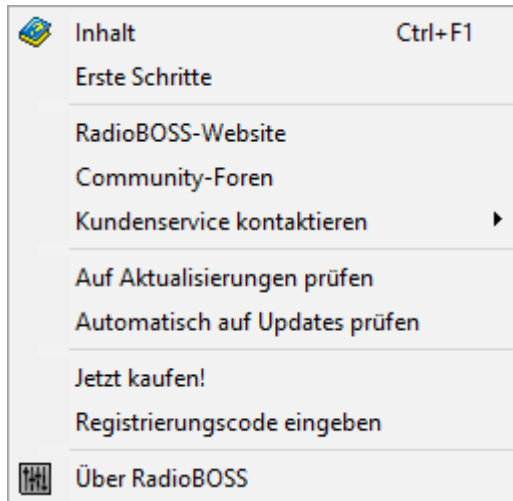 Inhalt Ctrl+F1
Erste Schritte
RadioBOSS-Website
Community-Foren
Kundenservice kontaktieren
Auf Aktualisierungen prüfen
Automatisch auf Updates prüfen
Jetzt kaufen!
Registrierungscode eingeben
Über RadioBOSS